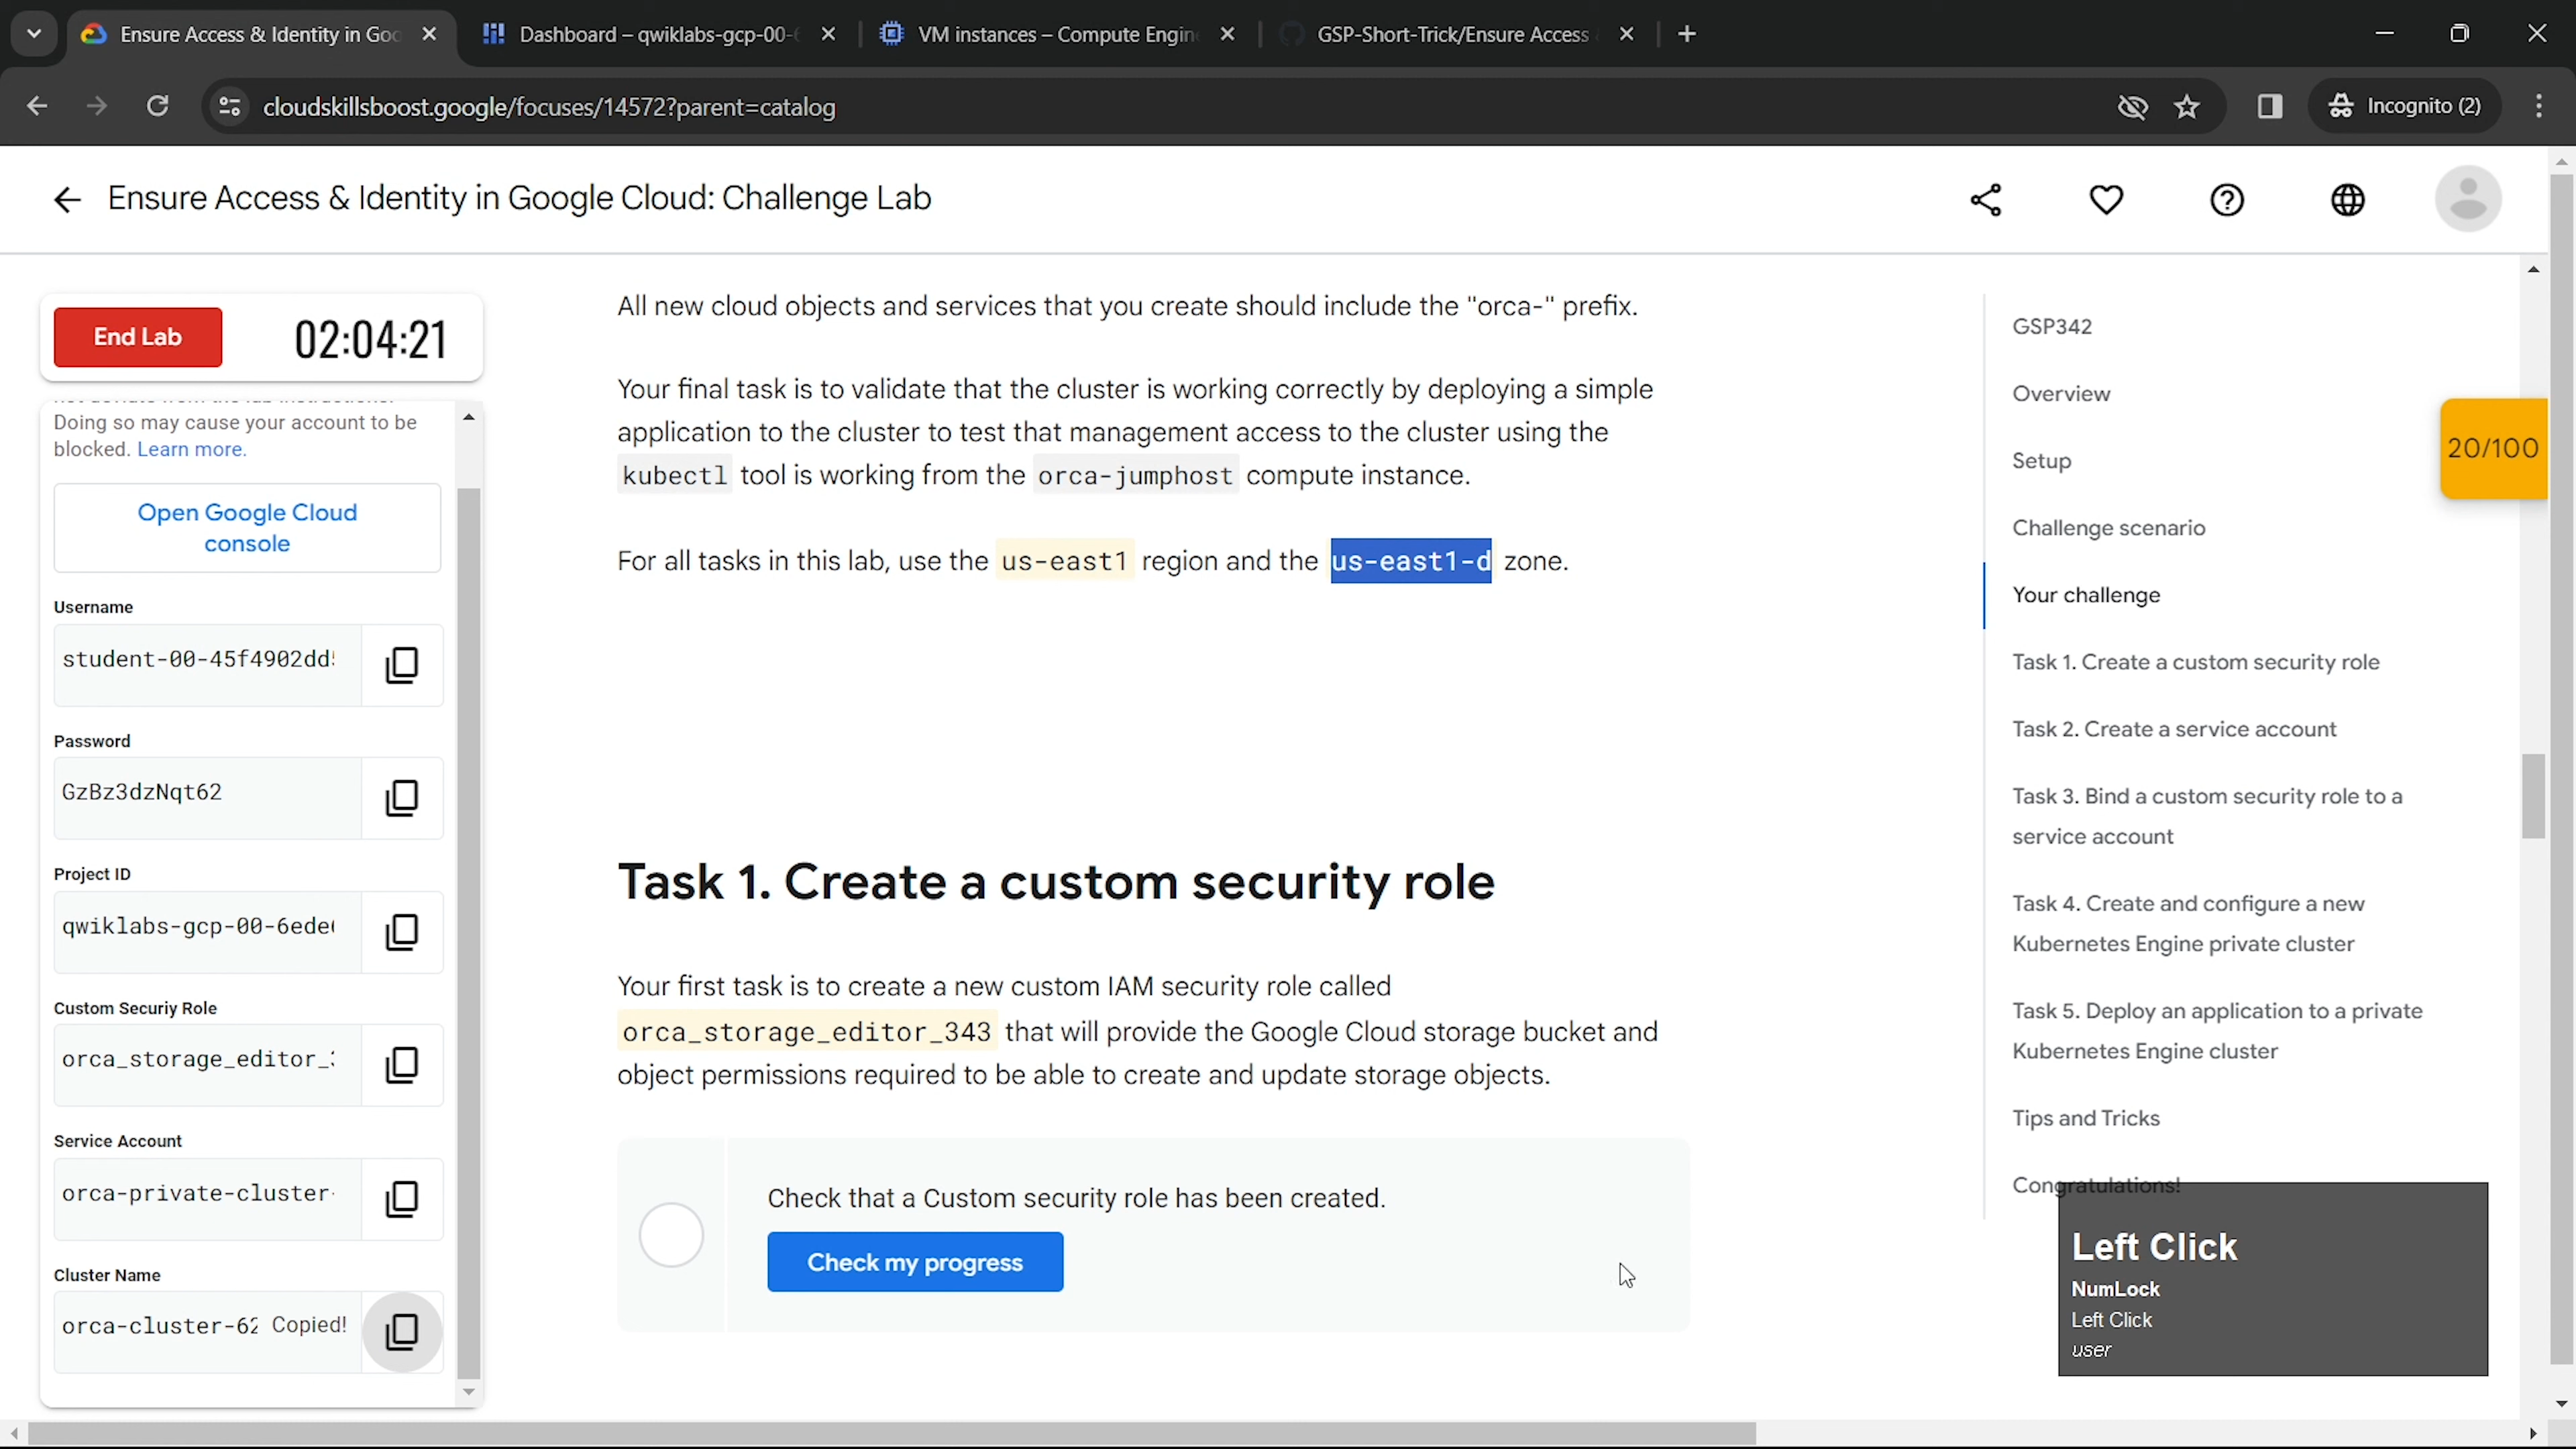 Ensure Access & Identity in Goo
Dashboard – qwiklabs-gcp-00-6
VM instances – Compute Engin
GSP-Short-Trick/Ensure Access
cloudskillsboost.google/focuses/14572?parent=catalog
Incognito (2)
Ensure Access & Identity in Google Cloud: Challenge Lab
End Lab
02:04:21
Doing so may cause your account to be
blocked. Learn more.
Open Google Cloud
console
Username
student-00-45f4902dd
Password
GzBz3dzNqt62
Project ID
qwiklabs-gcp-00-6ede
Custom Securiy Role
orca_storage_editor_
Service Account
orca-private-cluster-
Cluster Name
orca-cluster-62 Copied!
All new cloud objects and services that you create should include the "orca-" prefix.
Your final task is to validate that the cluster is working correctly by deploying a simple
application to the cluster to test that management access to the cluster using the
kubectl tool is working from the orca-jumphost compute instance.
For all tasks in this lab, use the us-east1 region and the us-east1-d zone.
Task 1. Create a custom security role
Your first task is to create a new custom IAM security role called
orca_storage_editor_343 that will provide the Google Cloud storage bucket and
object permissions required to be able to create and update storage objects.
Check that a Custom security role has been created.
Check my progress
GSP342
Overview
Setup
Challenge scenario
Your challenge
Task 1. Create a custom security role
Task 2. Create a service account
Task 3. Bind a custom security role to a
service account
Task 4. Create and configure a new
Kubernetes Engine private cluster
Task 5. Deploy an application to a private
Kubernetes Engine cluster
Tips and Tricks
Congratulations!
20/100
Left Click
NumLock
Left Click
user